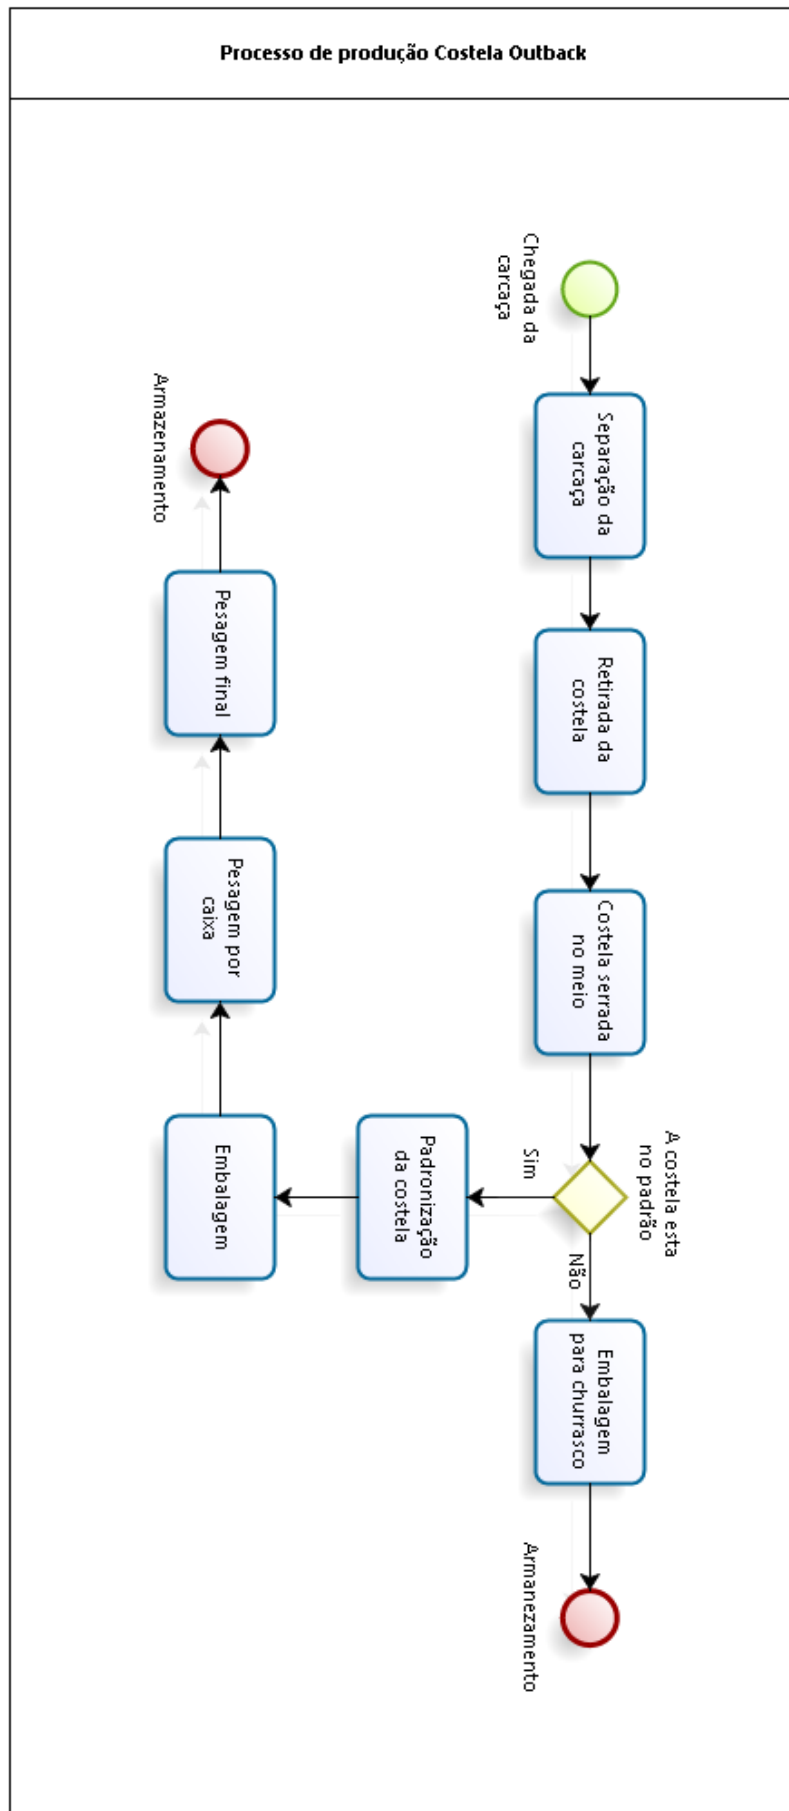 Processo de produção Costela Outback
Chegada da
carcaça
Separação da
carcaça
Retirada da
costela
Costela serrada
no meio
A costela esta
no padrão
Sim
Não
Padronização
da costela
Embalagem
Pesagem por
caixa
Pesagem final
Armazenamento
Embalagem
para churrasco
Armanezamento